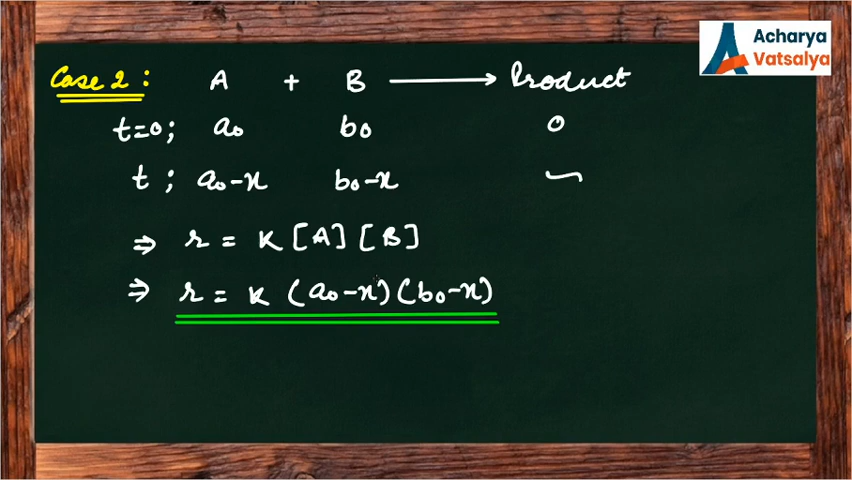 Acharya
Vatsalya
Case 2 : A + B ⟶ Product
t=0; a₀ b₀ 0
t ; a₀-x b₀-x ~
⇒ r = K [A] [B]
⇒ r = K (a₀-x) (b₀-x)